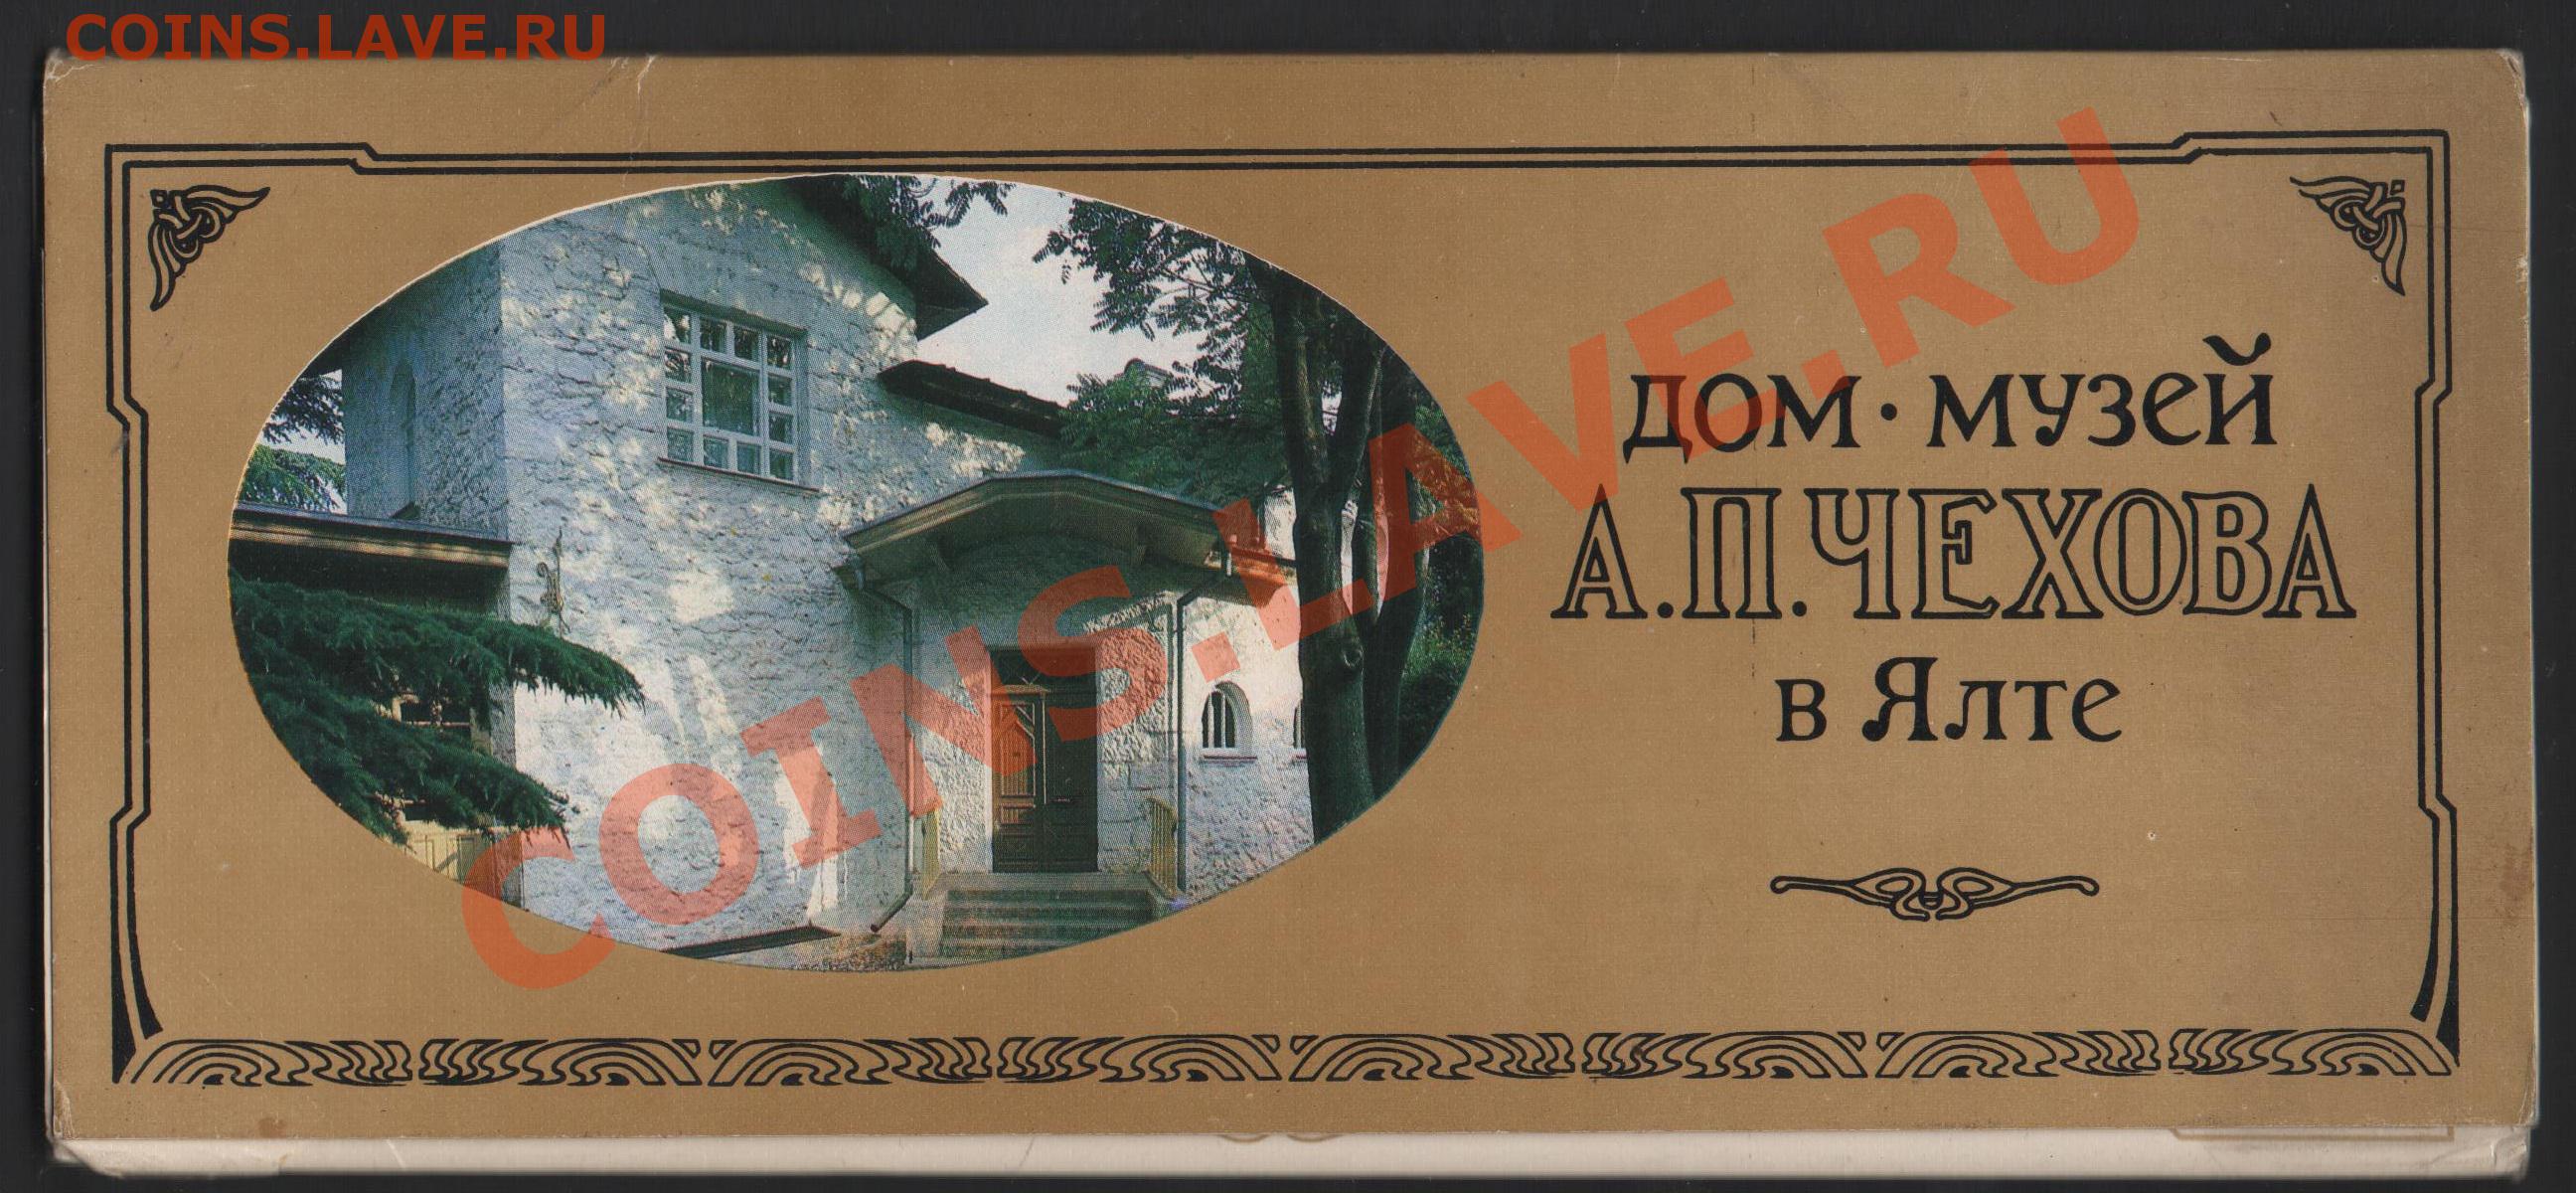 COINS.LAVE.RU
дом · музей
А.П.ЧЕХОВА
в Ялте
COINS.LAVE.RU